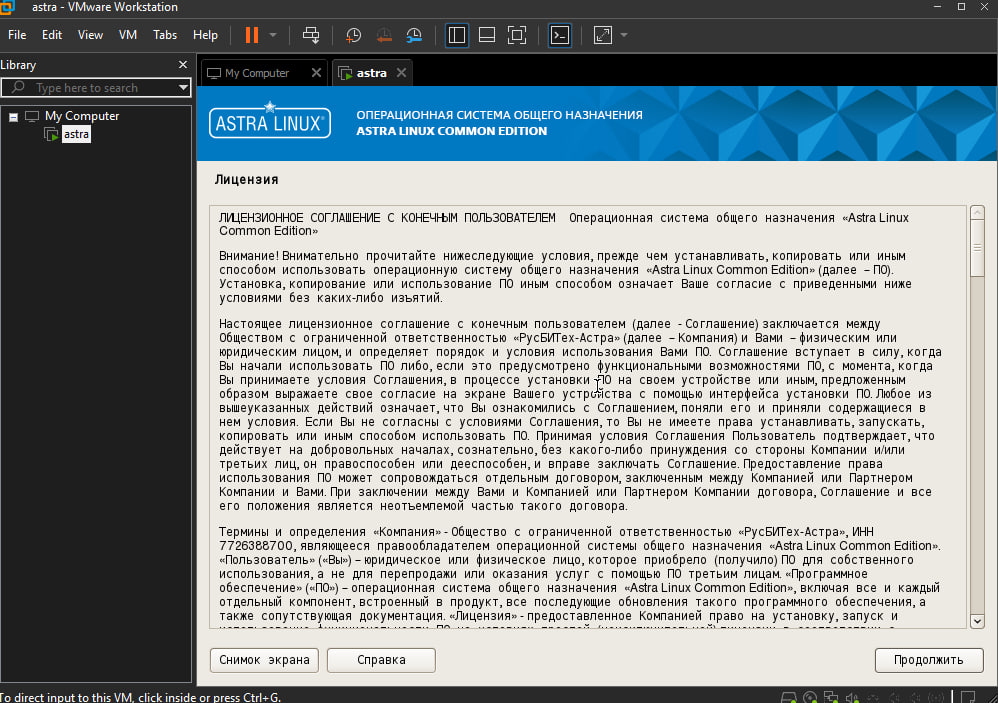 astra - VMware Workstation
File Edit View VM Tabs Help
Library
Type here to search
My Computer
astra
My Computer
astra
ASTRA LINUX®
ОПЕРАЦИОННАЯ СИСТЕМА ОБЩЕГО НАЗНАЧЕНИЯ
ASTRA LINUX COMMON EDITION
Лицензия
ЛИЦЕНЗИОННОЕ СОГЛАШЕНИЕ С КОНЕЧНЫМ ПОЛЬЗОВАТЕЛЕМ Операционная система общего назначения «Astra Linux
Common Edition»
Внимание! Внимательно прочитайте нижеследующие условия, прежде чем устанавливать, копировать или иным
способом использовать операционную систему общего назначения «Astra Linux Common Edition» (далее – ПО).
Установка, копирование или использование ПО иным способом означает Ваше согласие с приведенными ниже
условиями без каких-либо изъятий.
Настоящее лицензионное соглашение с конечным пользователем (далее - Соглашение) заключается между
Обществом с ограниченной ответственностью «РусБИТех-Астра» (далее – Компания) и Вами – физическим или
юридическим лицом, и определяет порядок и условия использования Вами ПО. Соглашение вступает в силу, когда
Вы начали использовать ПО либо, если это предусмотрено функциональными возможностями ПО, с момента, когда
Вы принимаете условия Соглашения, в процессе установки ПО на своем устройстве или иным, предложенным
образом выражаете свое согласие на экране Вашего устройства с помощью интерфейса установки ПО. Любое из
вышеуказанных действий означает, что Вы ознакомились с Соглашением, поняли его и приняли содержащиеся в
нем условия. Если Вы не согласны с условиями Соглашения, то Вы не имеете права устанавливать, запускать,
копировать или иным способом использовать ПО. Принимая условия Соглашения Пользователь подтверждает, что
действует на добровольных началах, сознательно, без какого-либо принуждения со стороны Компании и/или
третьих лиц, он правоспособен или дееспособен, и вправе заключать Соглашение. Предоставление права
использования ПО может сопровождаться отдельным договором, заключенным между Компанией или Партнером
Компании и Вами. При заключении между Вами и Компанией или Партнером Компании договора, Соглашение и все
его положения является неотъемлемой частью такого договора.
Термины и определения «Компания» - Общество с ограниченной ответственностью «РусБИТех-Астра», ИНН
7726388700, являющееся правообладателем операционной системы общего назначения «Astra Linux Common Edition».
«Пользователь» («Вы») – юридическое или физическое лицо, которое приобрело (получило) ПО для собственного
использования, а не для перепродажи или оказания услуг с помощью ПО третьим лицам. «Программное
обеспечение» («ПО») – операционная система общего назначения «Astra Linux Common Edition», включая все и каждый
отдельный компонент, встроенный в продукт, все последующие обновления такого программного обеспечения, а
также сопутствующая документация. «Лицензия» - предоставленное Компанией право на установку, запуск и
Снимок экрана
Справка
Продолжить
To direct input to this VM, click inside or press Ctrl+G.